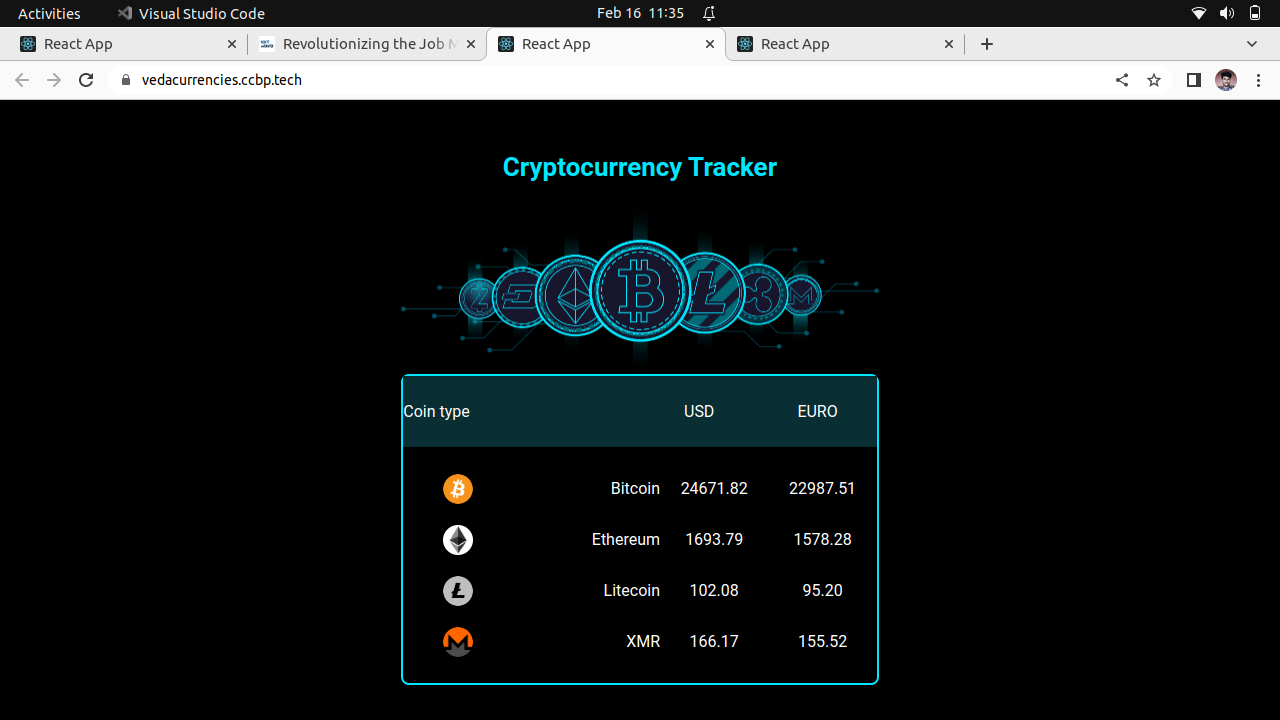 Activities Visual Studio Code Feb 16 11:35
React App Revolutionizing the Job M React App React App
vedacurrencies.ccbp.tech
Cryptocurrency Tracker
Coin type USD EURO
Bitcoin 24671.82 22987.51
Ethereum 1693.79 1578.28
Litecoin 102.08 95.20
XMR 166.17 155.52